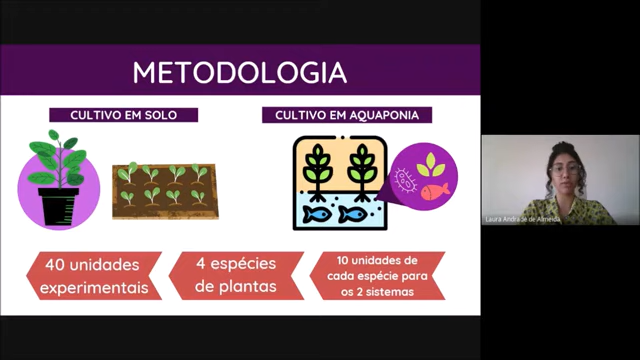 METODOLOGIA
CULTIVO EM SOLO
CULTIVO EM AQUAPONIA
40 unidades
experimentais
4 espécies
de plantas
10 unidades de
cada espécie para
os 2 sistemas
Laura Andrade de Almeida